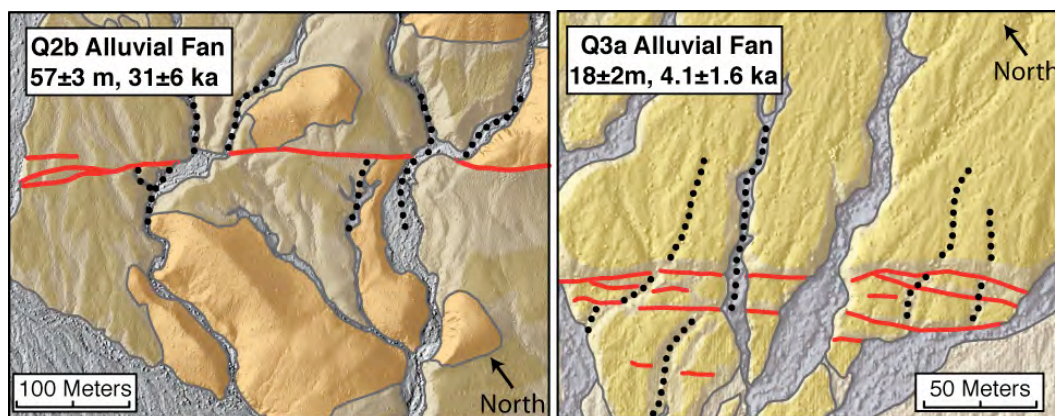 Q2b Alluvial Fan
57±3 m, 31±6 ka
100 Meters
North
Q3a Alluvial Fan
18±2m, 4.1±1.6 ka
North
50 Meters